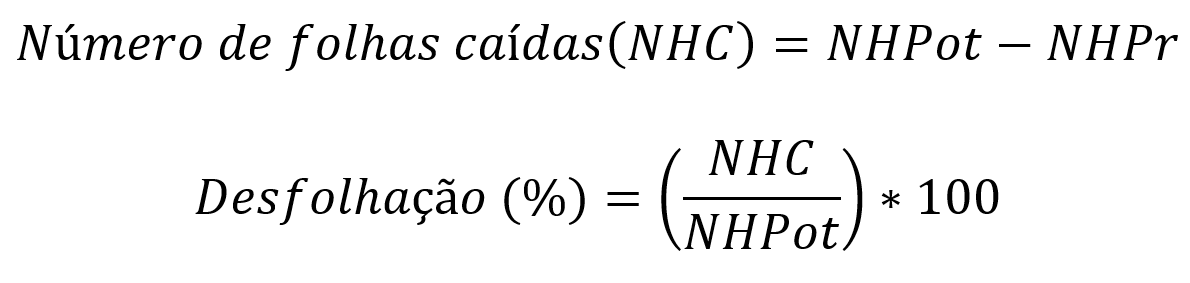 Número de folhas caídas(NHC) = NHPot − NHPr
Desfolhação (%) = (NHC/NHPot) * 100